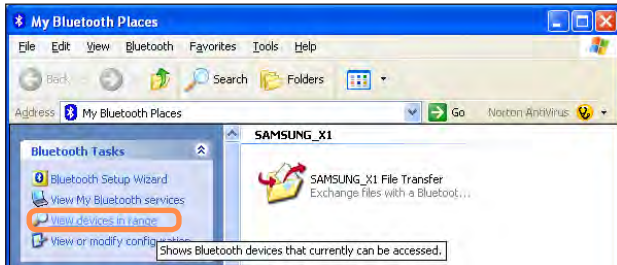 My Bluetooth Places
File Edit View Bluetooth Favorites Tools Help
Back Search Folders
Address My Bluetooth Places Go Norton AntiVirus
SAMSUNG_X1
Bluetooth Tasks
Bluetooth Setup Wizard
View My Bluetooth services
View devices in range
View or modify
SAMSUNG_X1 File Transfer
Exchange files with a Bluetoot...
Shows Bluetooth devices that currently can be accessed.